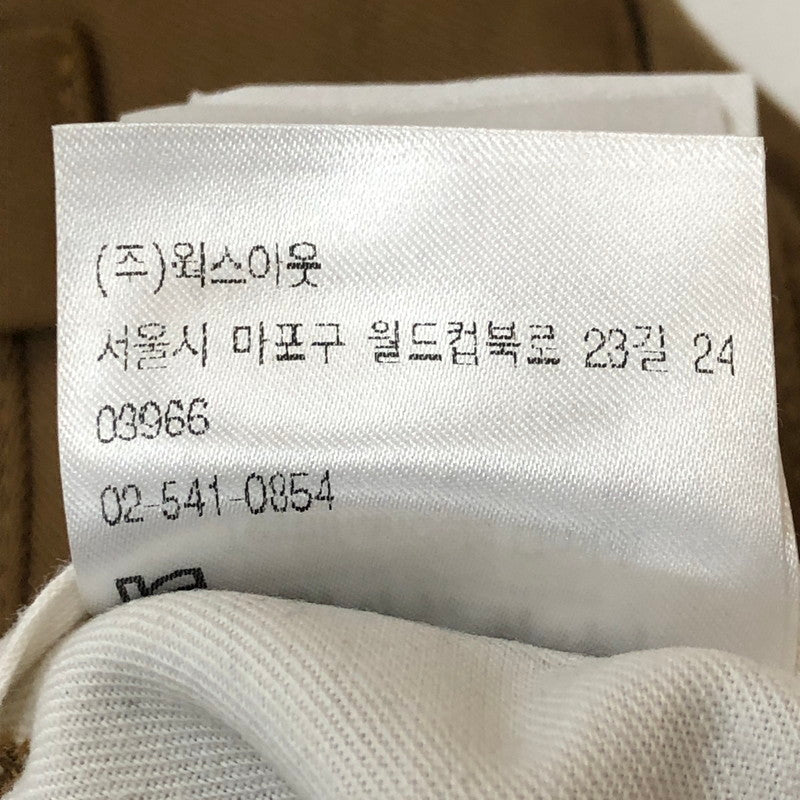 (주)웍스아웃
서울시 마포구 월드컵북로 23길 24
03966
02-541-0854